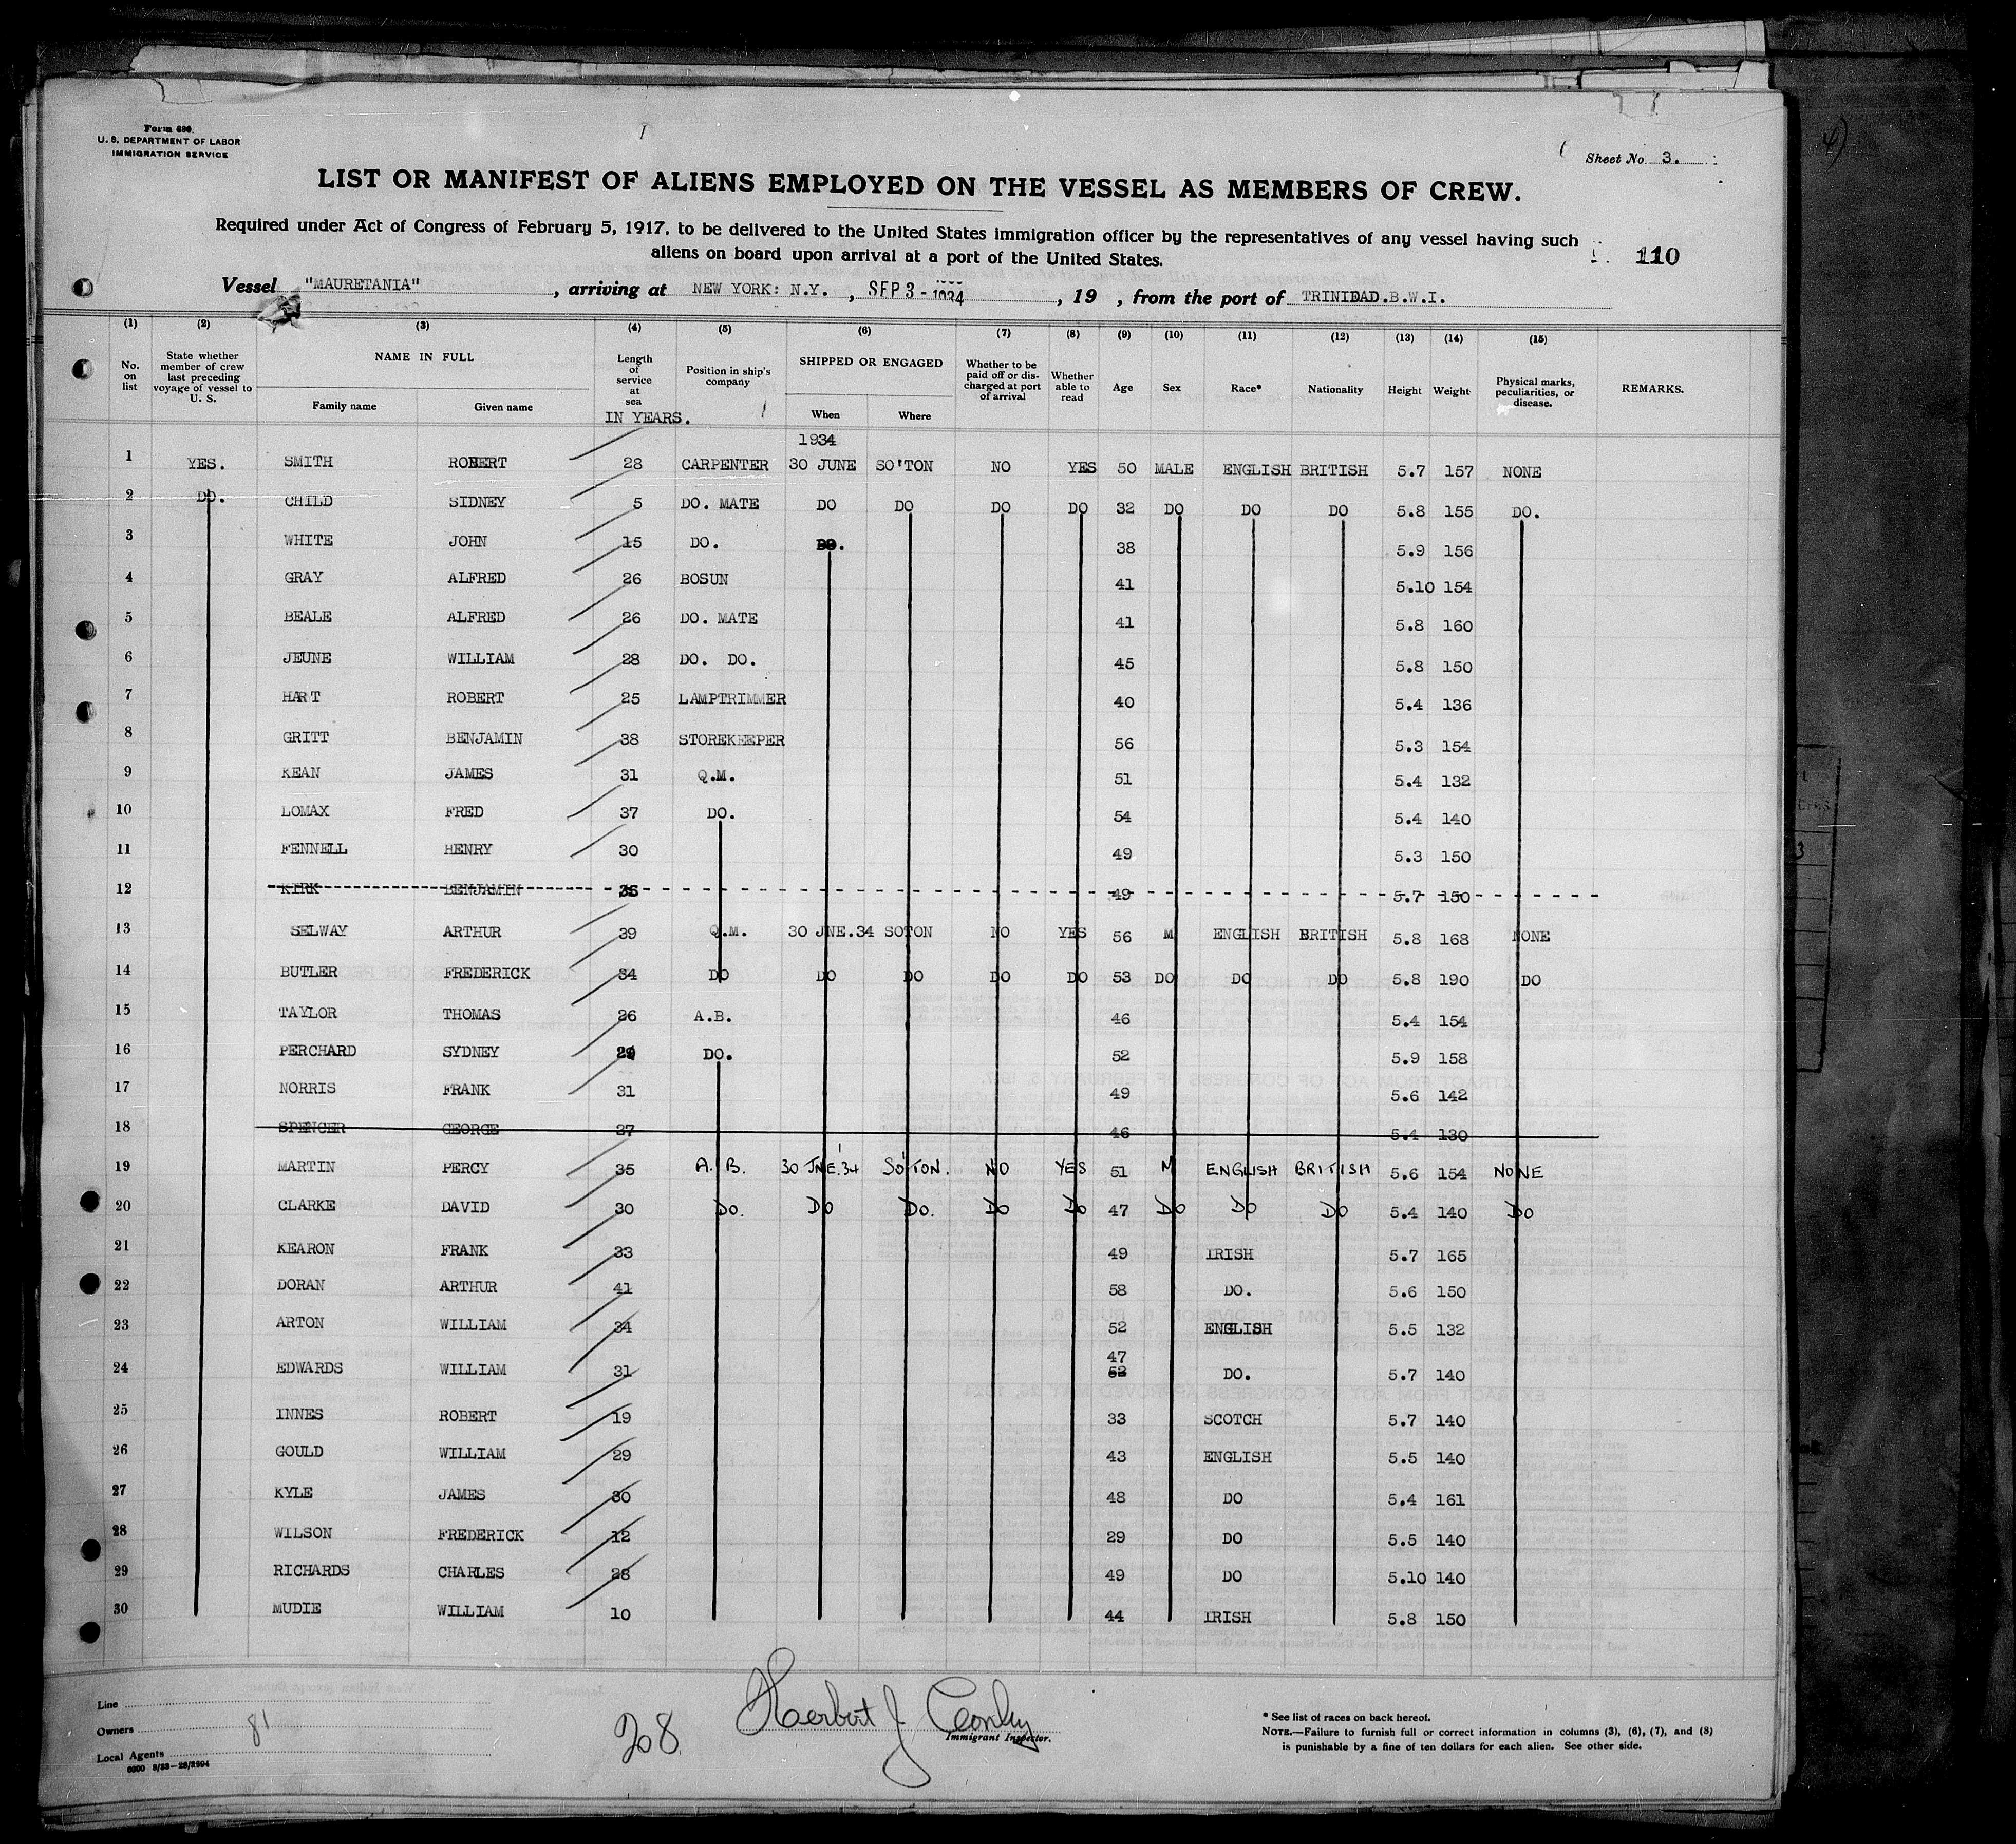 Form 680.
U. S. DEPARTMENT OF LABOR
IMMIGRATION SERVICE
Sheet No. 3.
LIST OR MANIFEST OF ALIENS EMPLOYED ON THE VESSEL AS MEMBERS OF CREW.
Required under Act of Congress of February 5, 1917, to be delivered to the United States immigration officer by the representatives of any vessel having such
aliens on board upon arrival at a port of the United States.
110
Vessel "MAURETANIA", arriving at NEW YORK: N.Y., SEP 3 - 1934, 19 , from the port of TRINIDAD.B.W.I.
(1) (2) (3) (4) (5) (6) (7) (8) (9) (10) (11) (12) (13) (14) (15)
No. on list
State whether member of crew last preceding voyage of vessel to U. S.
NAME IN FULL
Family name Given name
Length of service at sea
IN YEARS.
Position in ship's company
SHIPPED OR ENGAGED
When Where
Whether to be paid off or discharged at port of arrival
Whether able to read
Age Sex Race* Nationality Height Weight
Physical marks, peculiarities, or disease.
REMARKS.
1934
1 YES. SMITH ROBERT 28 CARPENTER 30 JUNE SO'TON NO YES 50 MALE ENGLISH BRITISH 5.7 157 NONE
2 DO. CHILD SIDNEY 5 DO. MATE DO DO DO DO 32 DO DO DO 5.8 155 DO.
3 WHITE JOHN 15 DO. DO. 38 5.9 156
4 GRAY ALFRED 26 BOSUN 41 5.10 154
5 BEALE ALFRED 26 DO. MATE 41 5.8 160
6 JEUNE WILLIAM 28 DO. DO. 45 5.8 150
7 HART ROBERT 25 LAMPTRIMMER 40 5.4 136
8 GRITT BENJAMIN 38 STOREKEEPER 56 5.3 154
9 KEAN JAMES 31 Q.M. 51 5.4 132
10 LOMAX FRED 37 DO. 54 5.4 140
11 FENNELL HENRY 30 49 5.3 150
12 KIRK BENJAMIN 49 5.7 150
13 SELWAY ARTHUR 39 Q.M. 30 JNE.34 SOTON NO YES 56 M ENGLISH BRITISH 5.8 168 NONE
14 BUTLER FREDERICK 34 DO DO DO DO DO 53 DO DO DO 5.8 190 DO
15 TAYLOR THOMAS 26 A.B. 46 5.4 154
16 PERCHARD SYDNEY DO. 52 5.9 158
17 NORRIS FRANK 31 49 5.6 142
18 SPENCER GEORGE 27 46 5.4 130
19 MARTIN PERCY 35 A.B. 30 JNE.34 SO'TON. NO YES 51 M ENGLISH BRITISH 5.6 154 NONE
20 CLARKE DAVID 30 Do. Do Do. Do Do 47 Do Do Do 5.4 140 Do
21 KEARON FRANK 33 49 IRISH 5.7 165
22 DORAN ARTHUR 41 58 DO. 5.6 150
23 ARTON WILLIAM 34 52 ENGLISH 5.5 132
47
24 EDWARDS WILLIAM 31 52 DO. 5.7 140
25 INNES ROBERT 19 33 SCOTCH 5.7 140
26 GOULD WILLIAM 29 43 ENGLISH 5.5 140
27 KYLE JAMES 30 48 DO 5.4 161
28 WILSON FREDERICK 12 29 DO 5.5 140
29 RICHARDS CHARLES 28 49 DO 5.10 140
30 MUDIE WILLIAM 10 44 IRISH 5.8 150
Line
Owners
81
Local Agents
6000 8/33—28/3594
208
Herbert J
Immigrant Inspector.
* See list of races on back hereof.
NOTE.—Failure to furnish full or correct information in columns (3), (6), (7), and (8)
is punishable by a fine of ten dollars for each alien. See other side.